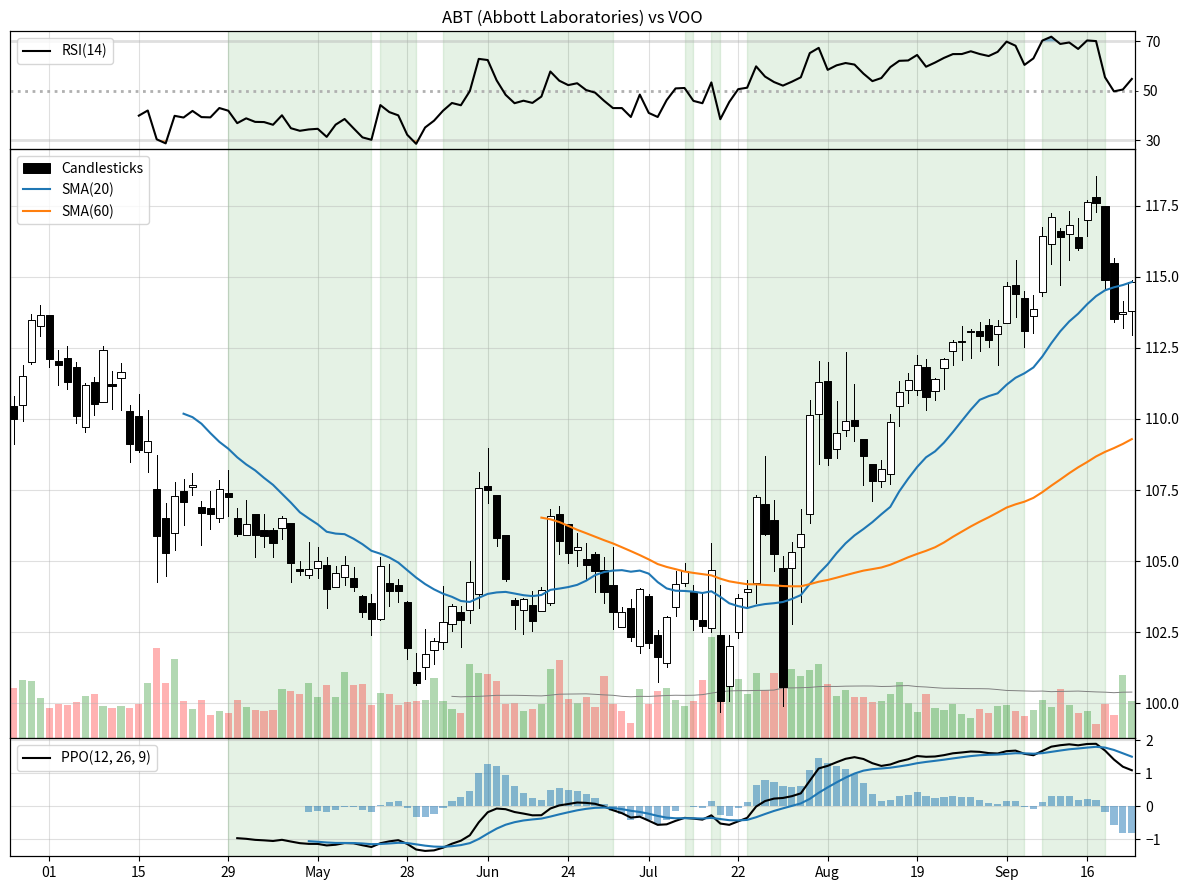 ABT (Abbott Laboratories) vs VOO
RSI(14)
70
50
30
Candlesticks
SMA(20)
SMA(60)
117.5
115.0
112.5
110.0
107.5
105.0
102.5
100.0
PPO(12, 26, 9)
2
1
0
−1
01 15 29 May 28 Jun 24 Jul 22 Aug 19 Sep 16